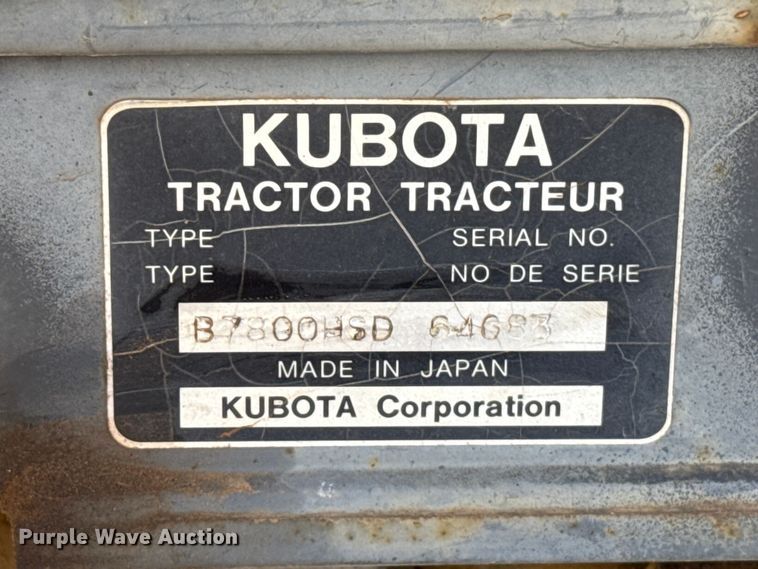 KUBOTA
TRACTOR TRACTEUR
TYPE SERIAL NO.
TYPE NO DE SERIE
B7800HSD 64683
MADE IN JAPAN
KUBOTA Corporation
Purple Wave Auction